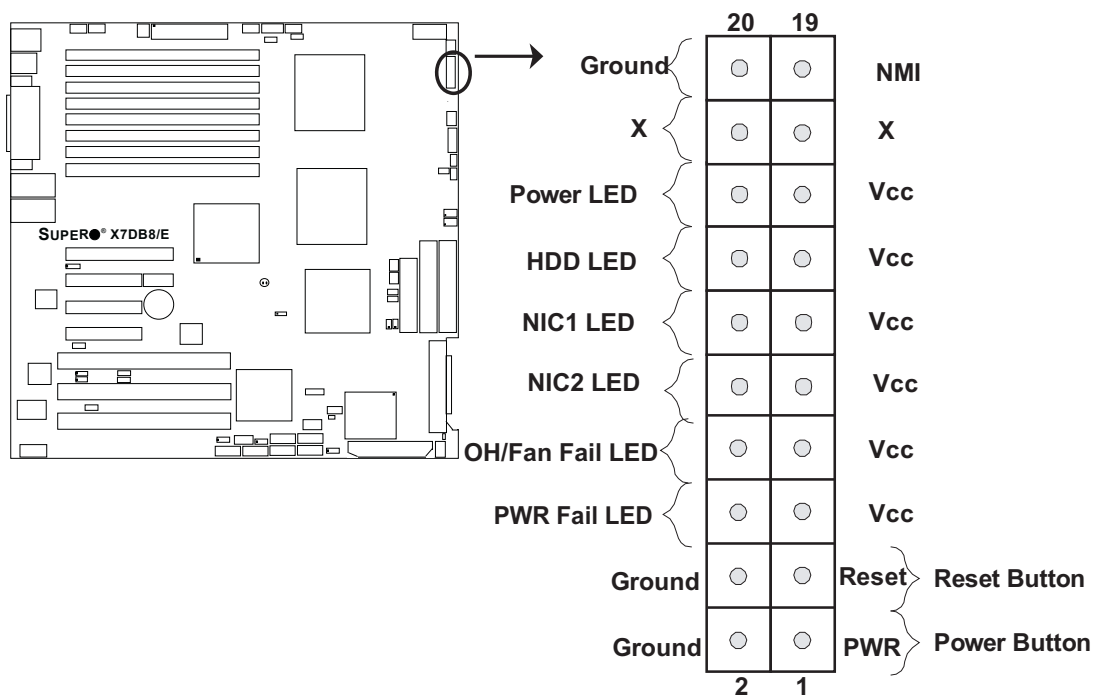 20 19
Ground NMI
X X
Power LED Vcc
SUPER® X7DB8/E
HDD LED Vcc
NIC1 LED Vcc
NIC2 LED Vcc
OH/Fan Fail LED Vcc
PWR Fail LED Vcc
Ground Reset Reset Button
Ground PWR Power Button
2 1